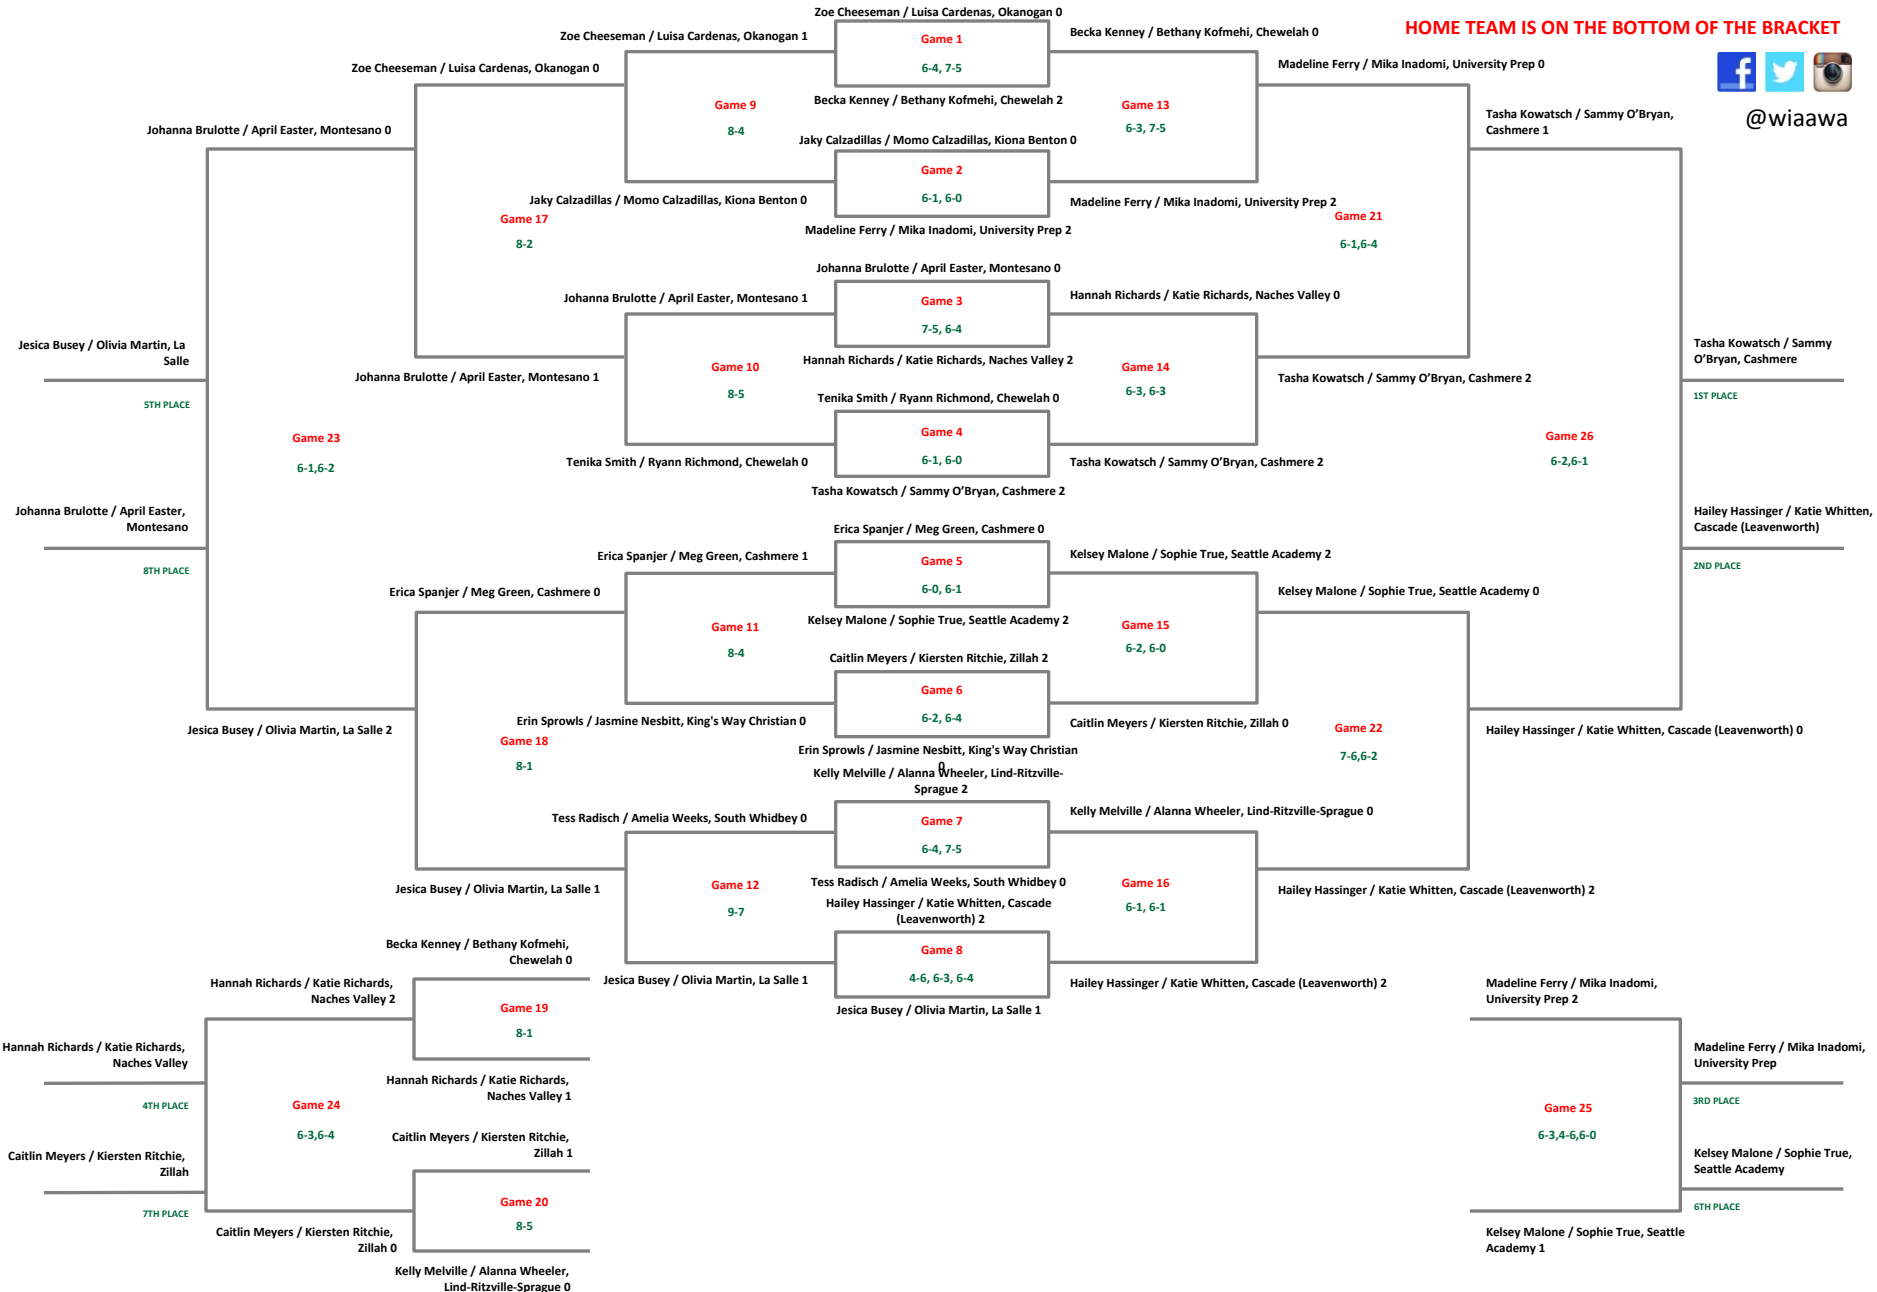 Zoe Cheeseman / Luisa Cardenas, Okanogan 0
HOME TEAM IS ON THE BOTTOM OF THE BRACKET
Zoe Cheeseman / Luisa Cardenas, Okanogan 1
Game 1
Becka Kenney / Bethany Kofmehi, Chewelah 0
Zoe Cheeseman / Luisa Cardenas, Okanogan 0
6-4, 7-5
Madeline Ferry / Mika Inadomi, University Prep 0
Game 9
Becka Kenney / Bethany Kofmehi, Chewelah 2
Game 13
Tasha Kowatsch / Sammy O'Bryan,
Cashmere 1
@wiaawa
Johanna Brulotte / April Easter, Montesano 0
8-4
6-3, 7-5
Jaky Calzadillas / Momo Calzadillas, Kiona Benton 0
Game 2
6-1, 6-0
Jaky Calzadillas / Momo Calzadillas, Kiona Benton 0
Madeline Ferry / Mika Inadomi, University Prep 2
Game 17
Game 21
Madeline Ferry / Mika Inadomi, University Prep 2
8-2
6-1,6-4
Johanna Brulotte / April Easter, Montesano 0
Johanna Brulotte / April Easter, Montesano 1
Game 3
Hannah Richards / Katie Richards, Naches Valley 0
7-5, 6-4
Jesica Busey / Olivia Martin, La
Salle
Tasha Kowatsch / Sammy
O'Bryan, Cashmere
Hannah Richards / Katie Richards, Naches Valley 2
Game 10
Game 14
Johanna Brulotte / April Easter, Montesano 1
Tasha Kowatsch / Sammy O'Bryan, Cashmere 2
8-5
6-3, 6-3
5TH PLACE
1ST PLACE
Tenika Smith / Ryann Richmond, Chewelah 0
Game 23
Game 4
Game 26
6-1,6-2
Tenika Smith / Ryann Richmond, Chewelah 0
6-1, 6-0
Tasha Kowatsch / Sammy O'Bryan, Cashmere 2
6-2,6-1
Tasha Kowatsch / Sammy O'Bryan, Cashmere 2
Johanna Brulotte / April Easter,
Montesano
Hailey Hassinger / Katie Whitten,
Cascade (Leavenworth)
Erica Spanjer / Meg Green, Cashmere 0
Erica Spanjer / Meg Green, Cashmere 1
Game 5
Kelsey Malone / Sophie True, Seattle Academy 2
8TH PLACE
2ND PLACE
Erica Spanjer / Meg Green, Cashmere 0
6-0, 6-1
Kelsey Malone / Sophie True, Seattle Academy 0
Kelsey Malone / Sophie True, Seattle Academy 2
Game 11
Game 15
8-4
6-2, 6-0
Caitlin Meyers / Kiersten Ritchie, Zillah 2
Game 6
Erin Sprowls / Jasmine Nesbitt, King's Way Christian 0
6-2, 6-4
Caitlin Meyers / Kiersten Ritchie, Zillah 0
Jesica Busey / Olivia Martin, La Salle 2
Game 18
Game 22
Hailey Hassinger / Katie Whitten, Cascade (Leavenworth) 0
Erin Sprowls / Jasmine Nesbitt, King's Way Christian
0
8-1
7-6,6-2
Kelly Melville / Alanna Wheeler, Lind-Ritzville-
Sprague 2
Tess Radisch / Amelia Weeks, South Whidbey 0
Game 7
Kelly Melville / Alanna Wheeler, Lind-Ritzville-Sprague 0
6-4, 7-5
Jesica Busey / Olivia Martin, La Salle 1
Game 12
Tess Radisch / Amelia Weeks, South Whidbey 0
Game 16
Hailey Hassinger / Katie Whitten, Cascade (Leavenworth) 2
9-7
Hailey Hassinger / Katie Whitten, Cascade
(Leavenworth) 2
6-1, 6-1
Becka Kenney / Bethany Kofmehi,
Chewelah 0
Game 8
Jesica Busey / Olivia Martin, La Salle 1
4-6, 6-3, 6-4
Hailey Hassinger / Katie Whitten, Cascade (Leavenworth) 2
Hannah Richards / Katie Richards,
Naches Valley 2
Madeline Ferry / Mika Inadomi,
University Prep 2
Game 19
Jesica Busey / Olivia Martin, La Salle 1
8-1
Hannah Richards / Katie Richards,
Naches Valley
Madeline Ferry / Mika Inadomi,
University Prep
Hannah Richards / Katie Richards,
Naches Valley 1
4TH PLACE
Game 24
3RD PLACE
Game 25
6-3,6-4
6-3,4-6,6-0
Caitlin Meyers / Kiersten Ritchie,
Zillah 1
Caitlin Meyers / Kiersten Ritchie,
Zillah
Kelsey Malone / Sophie True,
Seattle Academy
Game 20
7TH PLACE
6TH PLACE
8-5
Caitlin Meyers / Kiersten Ritchie,
Zillah 0
Kelsey Malone / Sophie True, Seattle
Academy 1
Kelly Melville / Alanna Wheeler,
Lind-Ritzville-Sprague 0